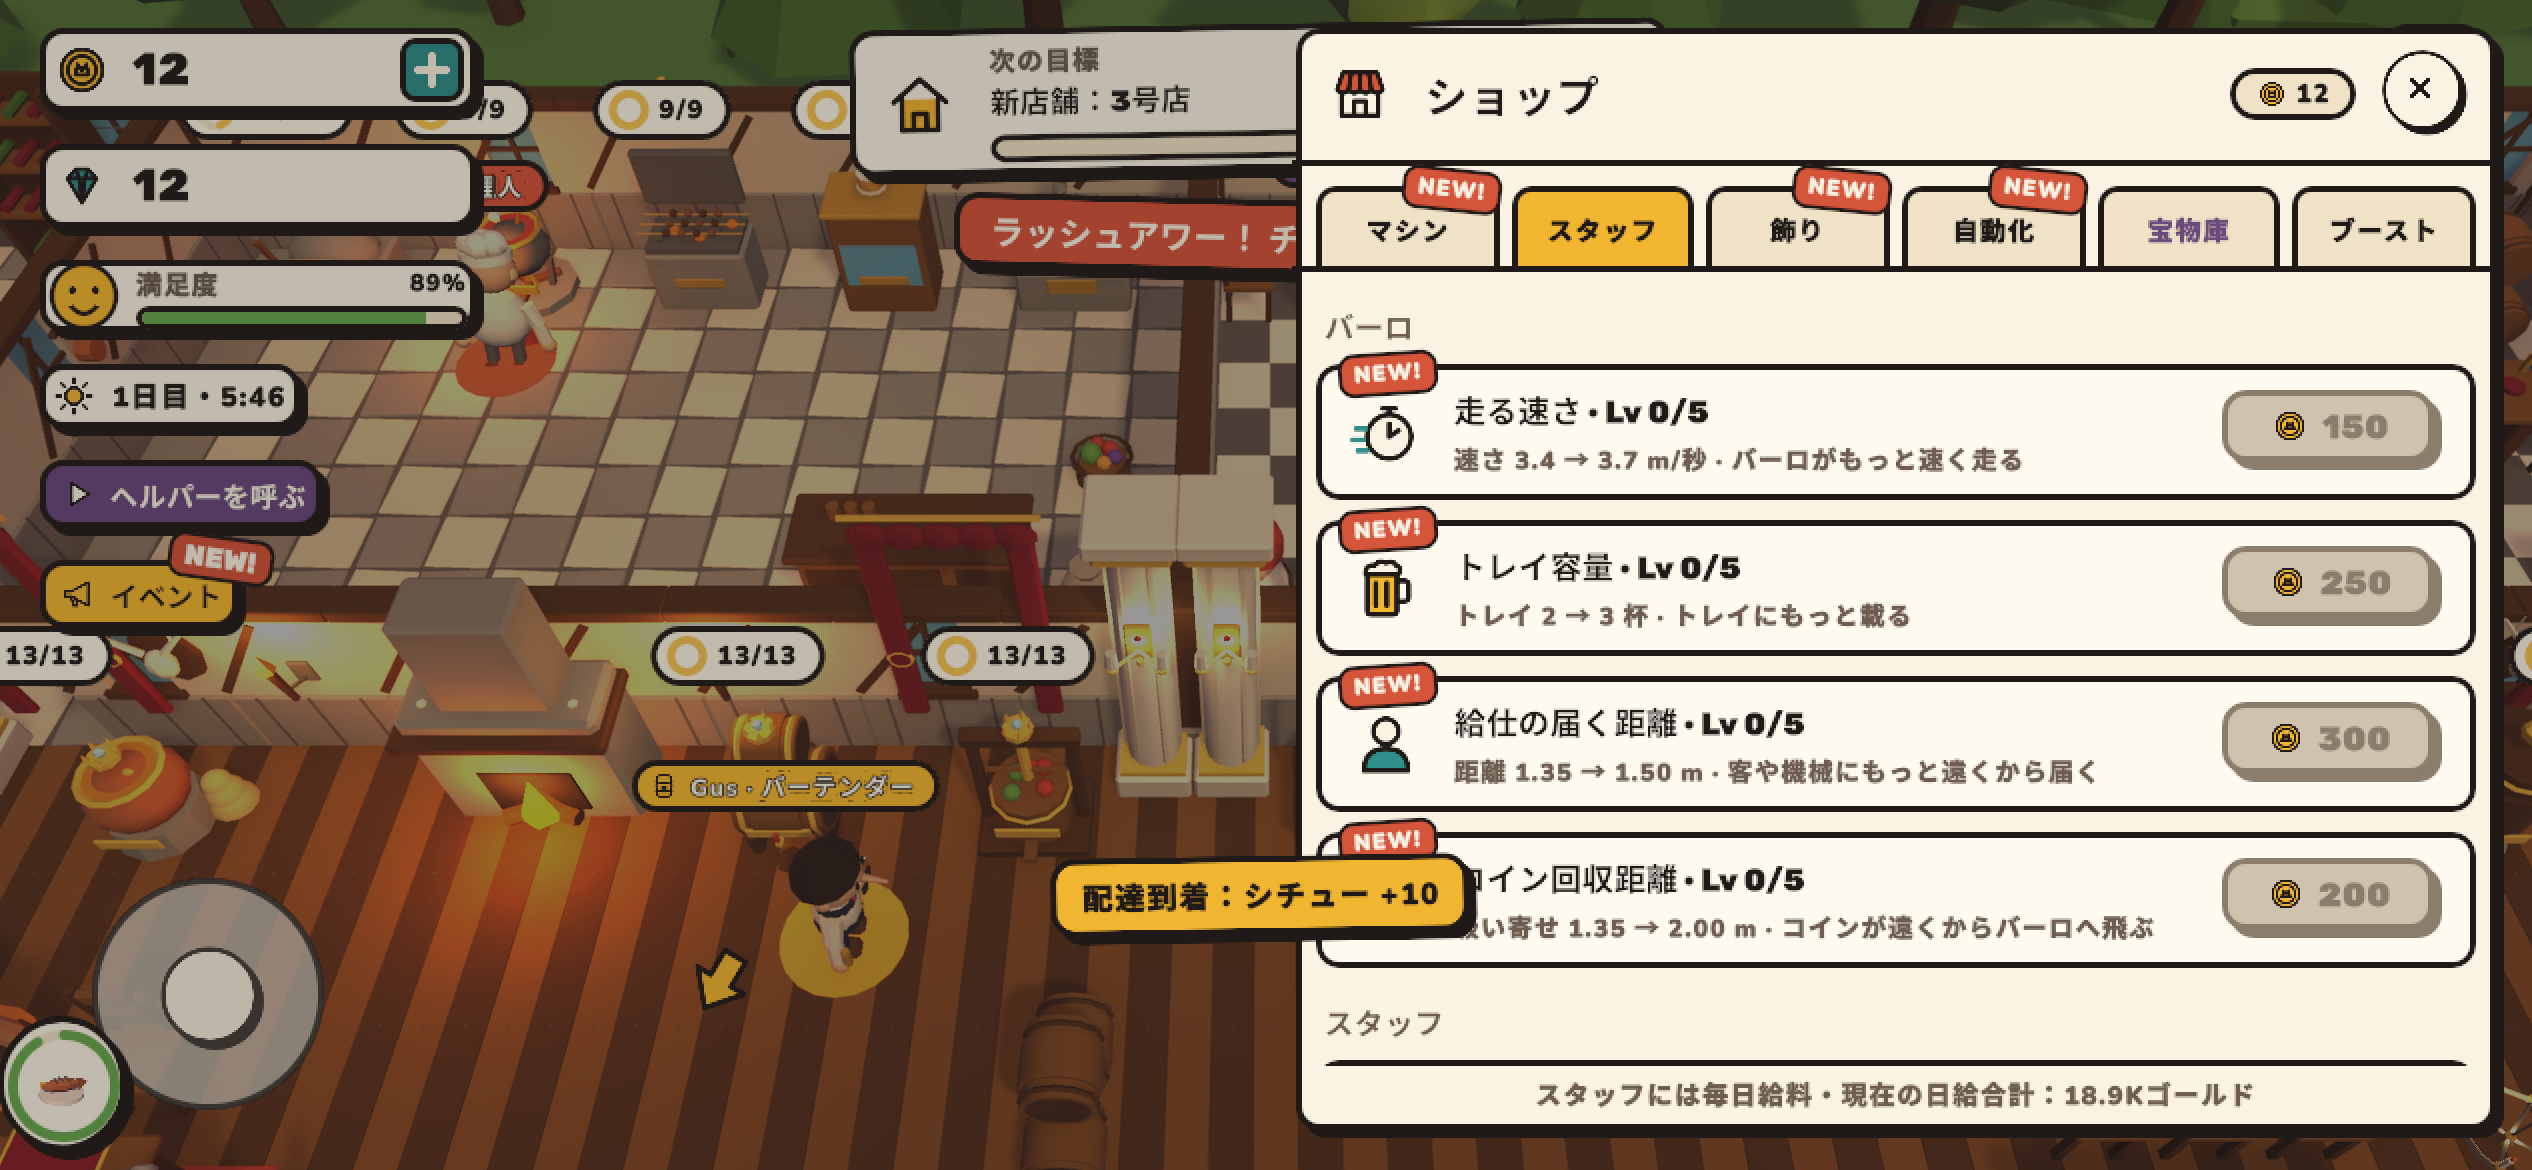 12
12
満足度 89%
1日目・5:46
ヘルパーを呼ぶ
NEW!
イベント
/9
9/9
次の目標
新店舗：3号店
ラッシュアワー！
理人
13/13
13/13
13/13
Gus・バーテンダー
配達到着：シチュー +10
ショップ
12
NEW!
NEW!
NEW!
マシン
スタッフ
飾り
自動化
宝物庫
ブースト
バーロ
NEW!
走る速さ・Lv 0/5
速さ 3.4 → 3.7 m/秒・バーロがもっと速く走る
150
NEW!
トレイ容量・Lv 0/5
トレイ 2 → 3 杯・トレイにもっと載る
250
NEW!
給仕の届く距離・Lv 0/5
距離 1.35 → 1.50 m・客や機械にもっと遠くから届く
300
NEW!
イン回収距離・Lv 0/5
い寄せ 1.35 → 2.00 m・コインが遠くからバーロへ飛ぶ
200
スタッフ
スタッフには毎日給料・現在の日給合計：18.9Kゴールド